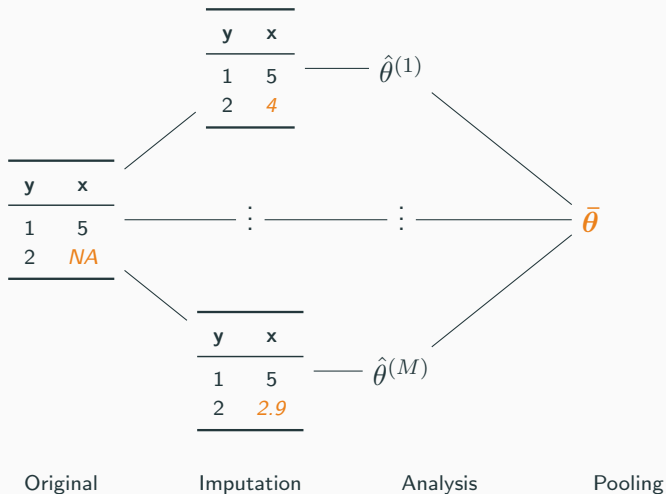 y x
1 5
2 4
θ̂⁽¹⁾
y x
1 5
2 NA
⋮
⋮
θ̄
y x
1 5
2 2.9
θ̂⁽ᴹ⁾
Original Imputation Analysis Pooling